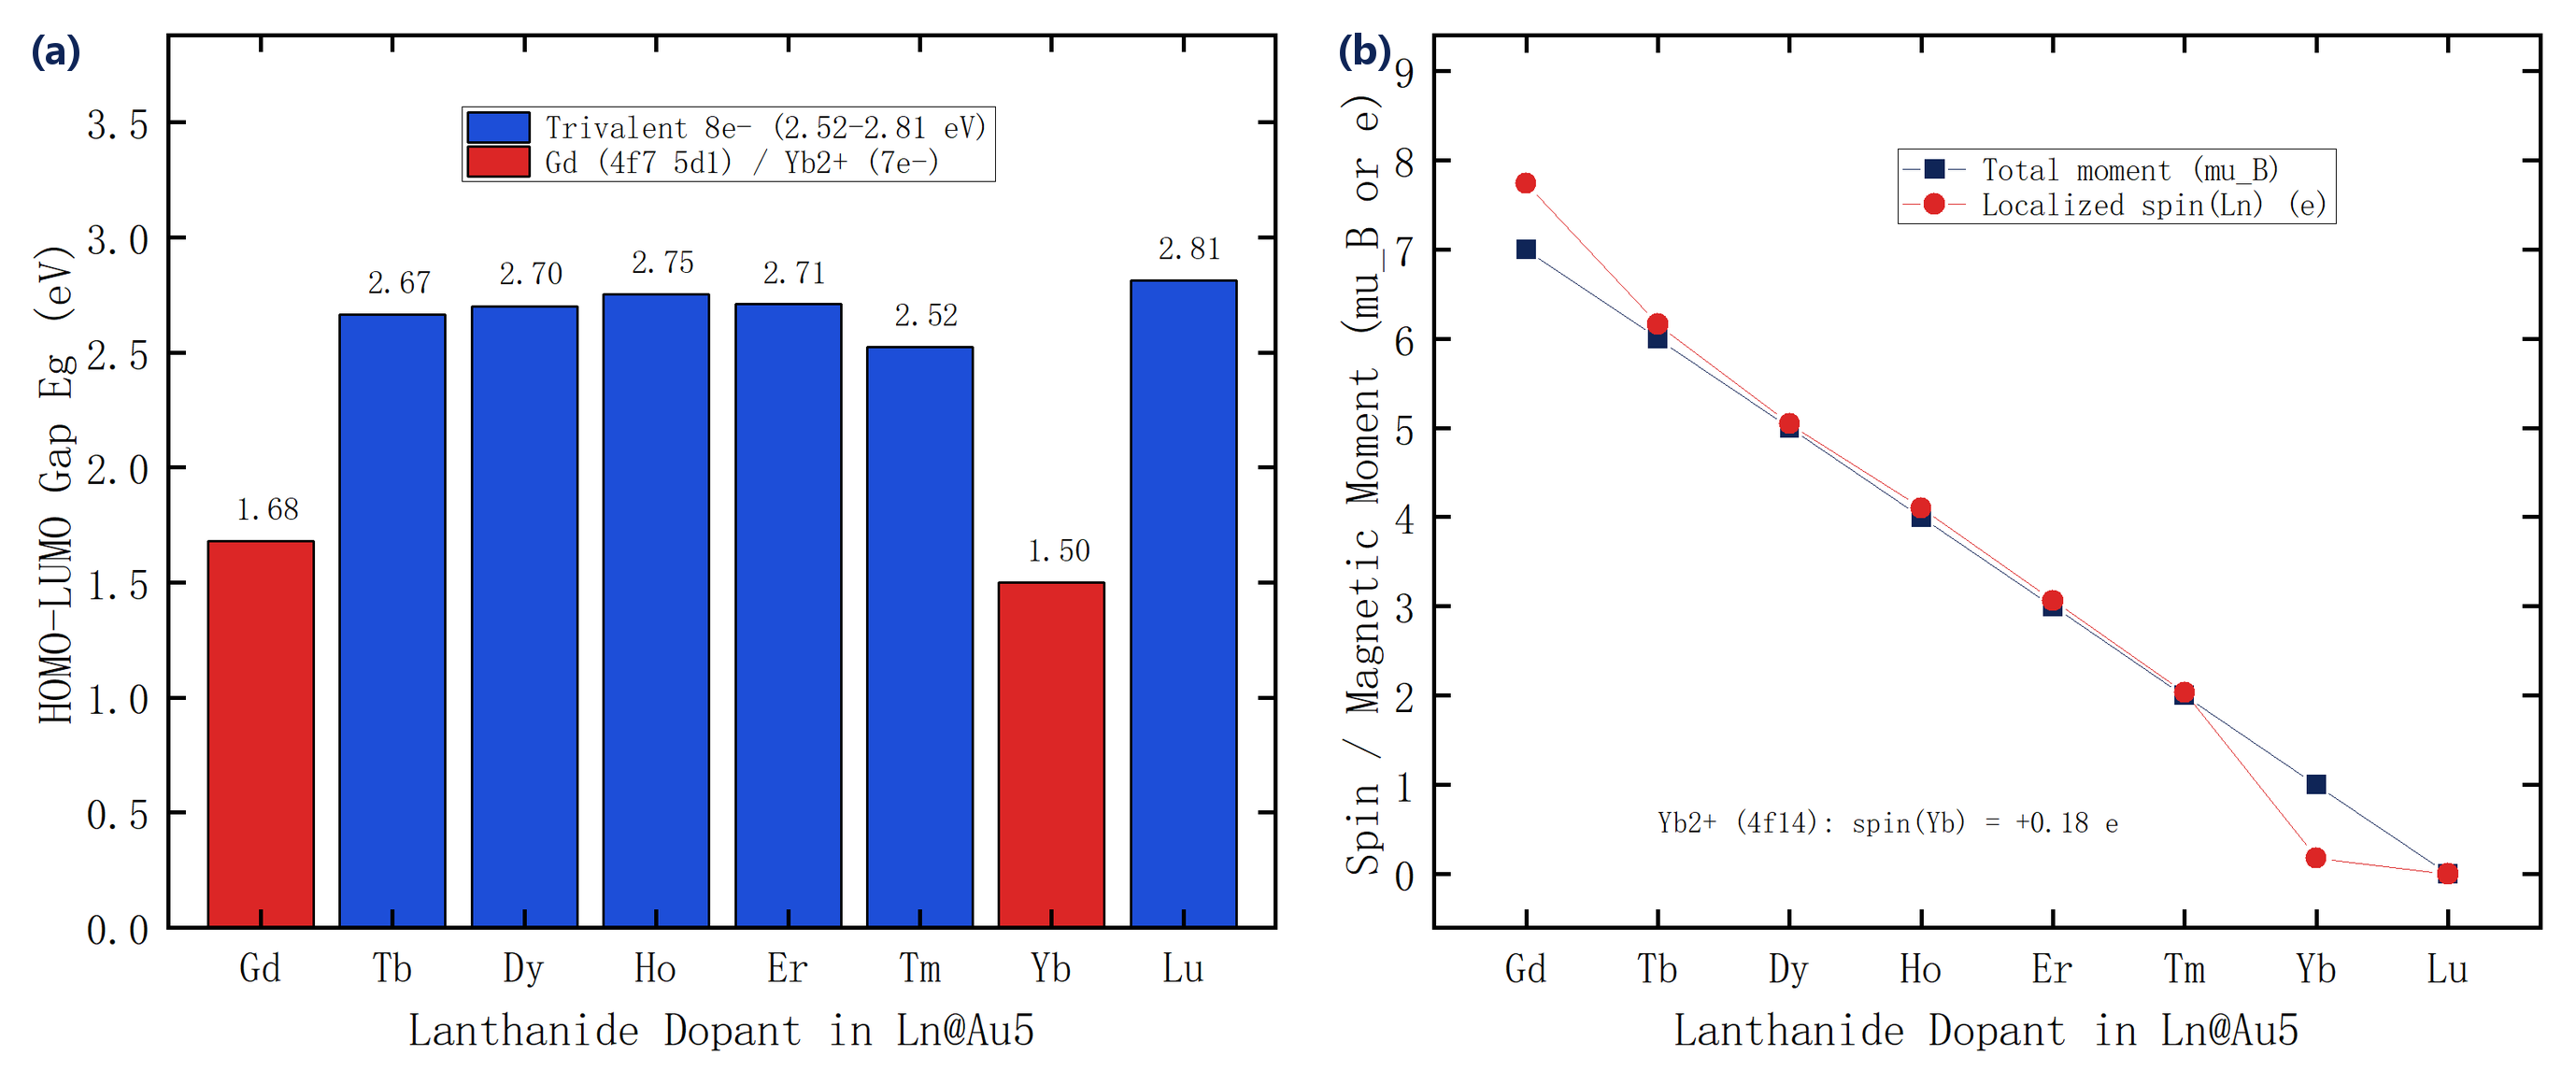 (a)
HOMO-LUMO Gap Eg (eV)
3.5
3.0
2.5
2.0
1.5
1.0
0.5
0.0
Trivalent 8e- (2.52-2.81 eV)
Gd (4f7 5d1) / Yb2+ (7e-)
1.68
2.67
2.70
2.75
2.71
2.52
1.50
2.81
Gd Tb Dy Ho Er Tm Yb Lu
Lanthanide Dopant in Ln@Au5
(b)
Spin / Magnetic Moment (mu_B or e)
9
8
7
6
5
4
3
2
1
0
Total moment (mu_B)
Localized spin(Ln) (e)
Yb2+ (4f14): spin(Yb) = +0.18 e
Gd Tb Dy Ho Er Tm Yb Lu
Lanthanide Dopant in Ln@Au5